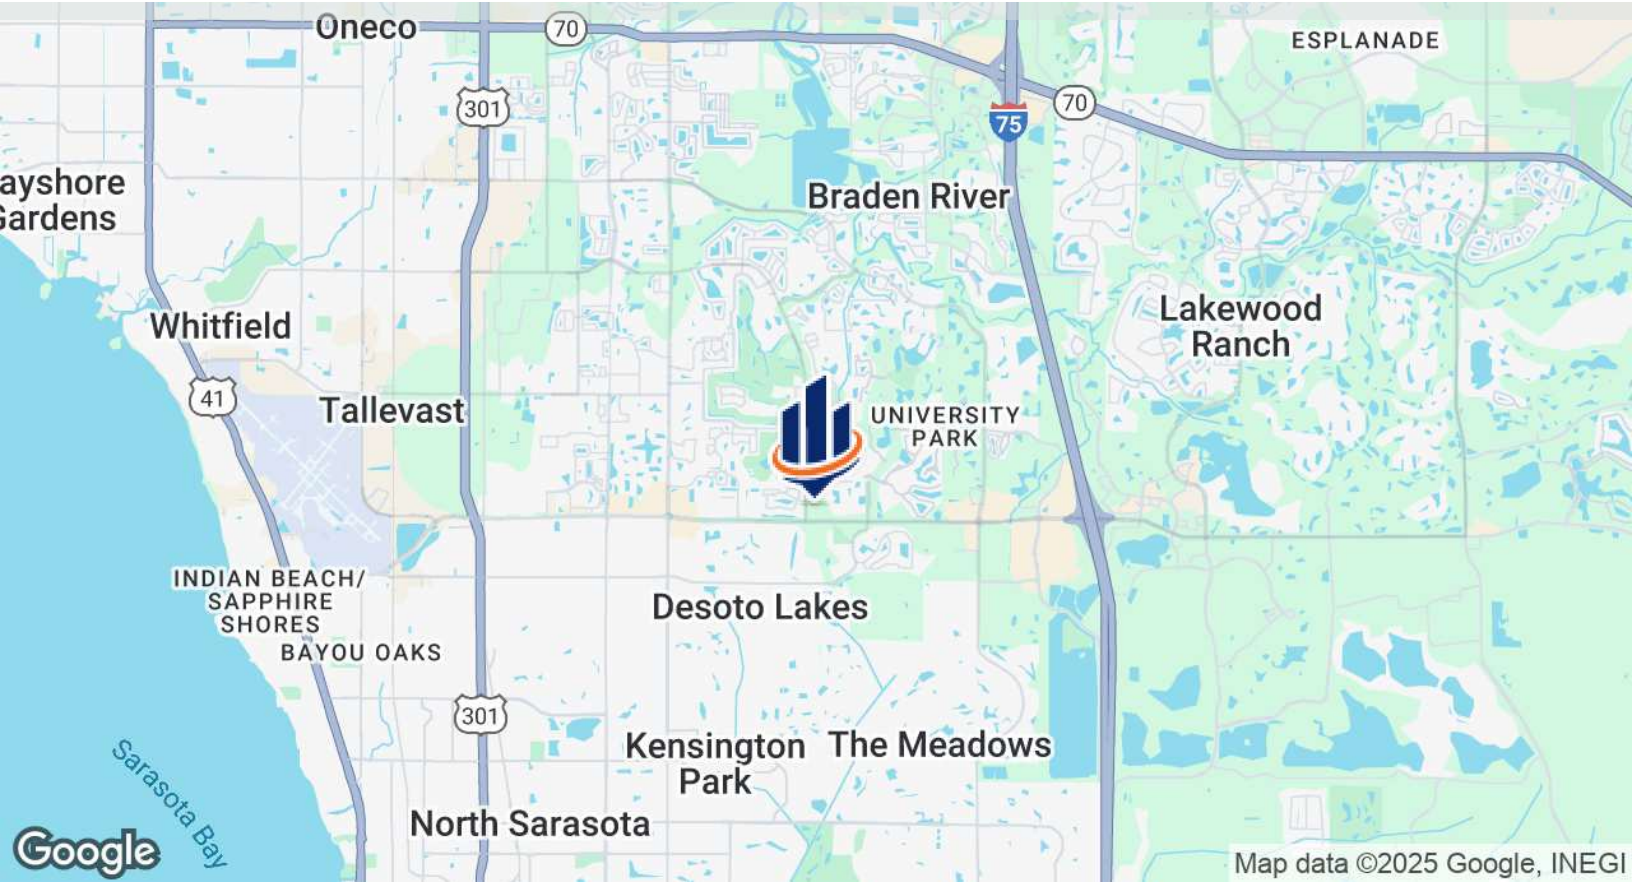 Oneco
70
ESPLANADE
301
75
70
ayshore
Gardens
Braden River
Whitfield
Lakewood
Ranch
41
Tallevast
UNIVERSITY
PARK
INDIAN BEACH/
SAPPHIRE
SHORES
BAYOU OAKS
Desoto Lakes
301
Kensington
Park
The Meadows
North Sarasota
Sarasota Bay
Google
Map data ©2025 Google, INEGI